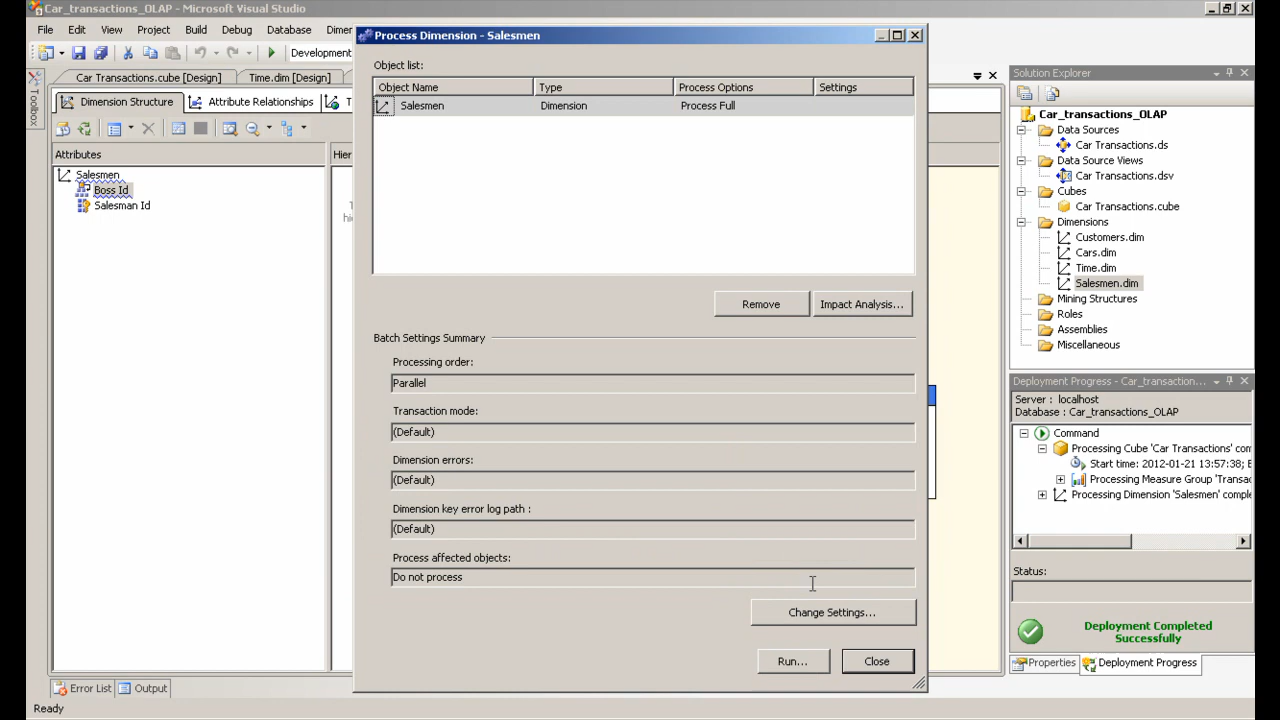 Car_transactions_OLAP - Microsoft Visual Studio
File Edit View Project Build Debug Database
Development
Car Transactions.cube [Design] Time.dim [Design]
Dimension Structure Attribute Relationships
Toolbox
Attributes
Salesmen
Boss Id
Salesman Id
Process Dimension - Salesmen
Object list:
Object Name Type Process Options Settings
Salesmen Dimension Process Full
Remove Impact Analysis...
Batch Settings Summary
Processing order:
Parallel
Transaction mode:
(Default)
Dimension errors:
(Default)
Dimension key error log path :
(Default)
Process affected objects:
Do not process
Change Settings...
Run... Close
Solution Explorer
Car_transactions_OLAP
Data Sources
Car Transactions.ds
Data Source Views
Car Transactions.dsv
Cubes
Car Transactions.cube
Dimensions
Customers.dim
Cars.dim
Time.dim
Salesmen.dim
Mining Structures
Roles
Assemblies
Miscellaneous
Deployment Progress - Car_transaction...
Server : localhost
Database : Car_transactions_OLAP
Command
Processing Cube 'Car Transactions' com
Start time: 2012-01-21 13:57:38; E
Processing Measure Group 'Transac
Processing Dimension 'Salesmen' comple
Status:
Deployment Completed
Successfully
Properties Deployment Progress
Error List Output
Ready